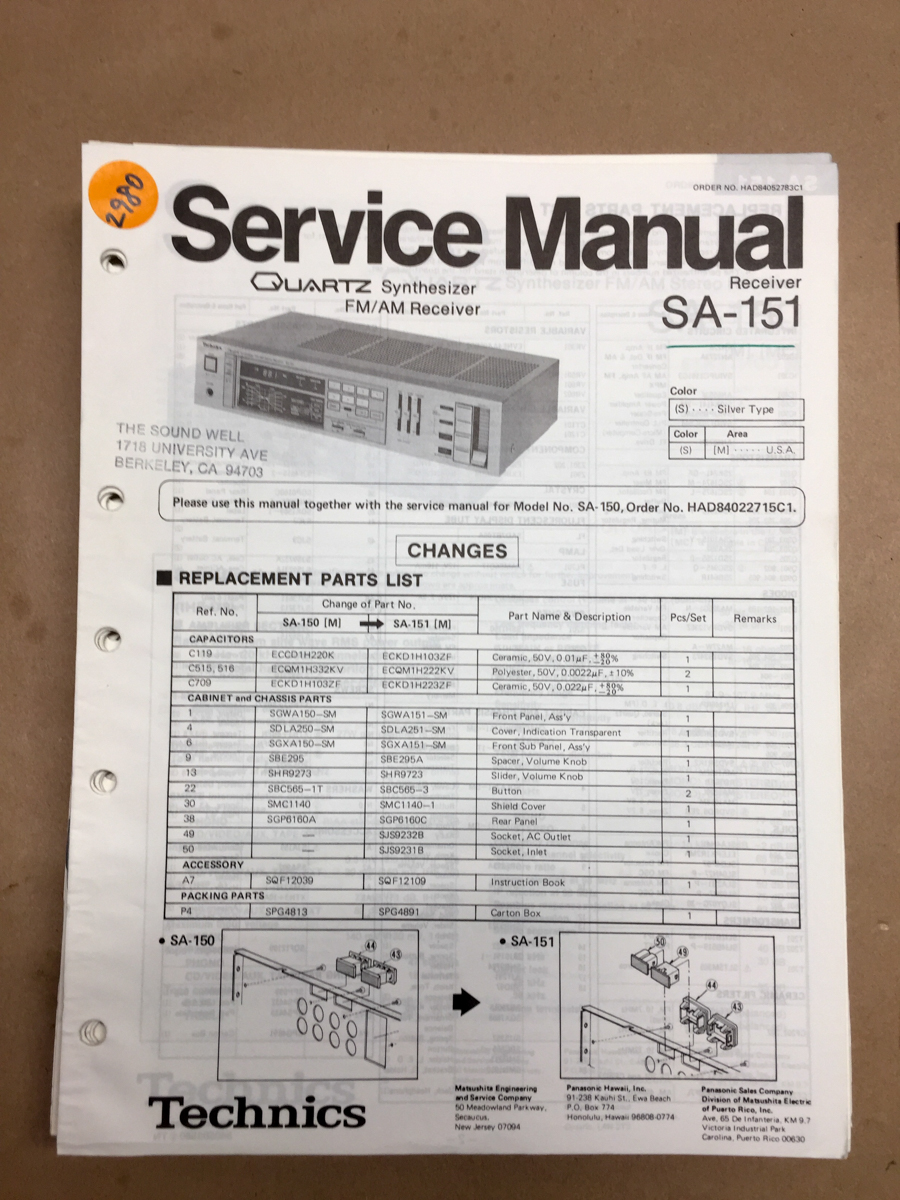 2980
ORDER NO. HAD84052783C1
Service Manual
QUARTZ Synthesizer
FM/AM Receiver
Receiver
SA-151
Technics
Color
(S) ···· Silver Type
Color Area
(S) [M] ····· U.S.A.
THE SOUND WELL
1718 UNIVERSITY AVE
BERKELEY, CA 94703
Please use this manual together with the service manual for Model No. SA-150, Order No. HAD84022715C1.
CHANGES
■ REPLACEMENT PARTS LIST
Ref. No. Change of Part No. Part Name & Description Pcs/Set Remarks
SA-150 [M] → SA-151 [M]
CAPACITORS
C119 ECCD1H220K ECKD1H103ZF Ceramic, 50V, 0.01µF, +80 −20% 1
C515, 516 ECQM1H332KV ECQM1H222KV Polyester, 50V, 0.0022µF, ±10% 2
C709 ECKD1H103ZF ECKD1H223ZF Ceramic, 50V, 0.022µF, +80 −20% 1
CABINET and CHASSIS PARTS
1 SGWA150-SM SGWA151-SM Front Panel, Ass'y 1
4 SDLA250-SM SDLA251-SM Cover, Indication Transparent 1
6 SGXA150-SM SGXA151-SM Front Sub Panel, Ass'y 1
9 SBE295 SBE295A Spacer, Volume Knob 1
13 SHR9273 SHR9723 Slider, Volume Knob 1
22 SBC565-1T SBC565-3 Button 2
30 SMC1140 SMC1140-1 Shield Cover 1
38 SGP6160A SGP6160C Rear Panel 1
49 — SJS9232B Socket, AC Outlet 1
50 — SJS9231B Socket, Inlet 1
ACCESSORY
A7 SQF12039 SQF12109 Instruction Book 1
PACKING PARTS
P4 SPG4813 SPG4891 Carton Box 1
• SA-150
44
43
• SA-151
50
49
44
43
Technics
Matsushita Engineering
and Service Company
50 Meadowland Parkway,
Secaucus,
New Jersey 07094
Panasonic Hawaii, Inc.
91-238 Kauhi St., Ewa Beach
P.O. Box 774
Honolulu, Hawaii 96808-0774
Panasonic Sales Company
Division of Matsushita Electric
of Puerto Rico, Inc.
Ave, 65 De Infanteria, KM 9.7
Victoria Industrial Park
Carolina, Puerto Rico 00630